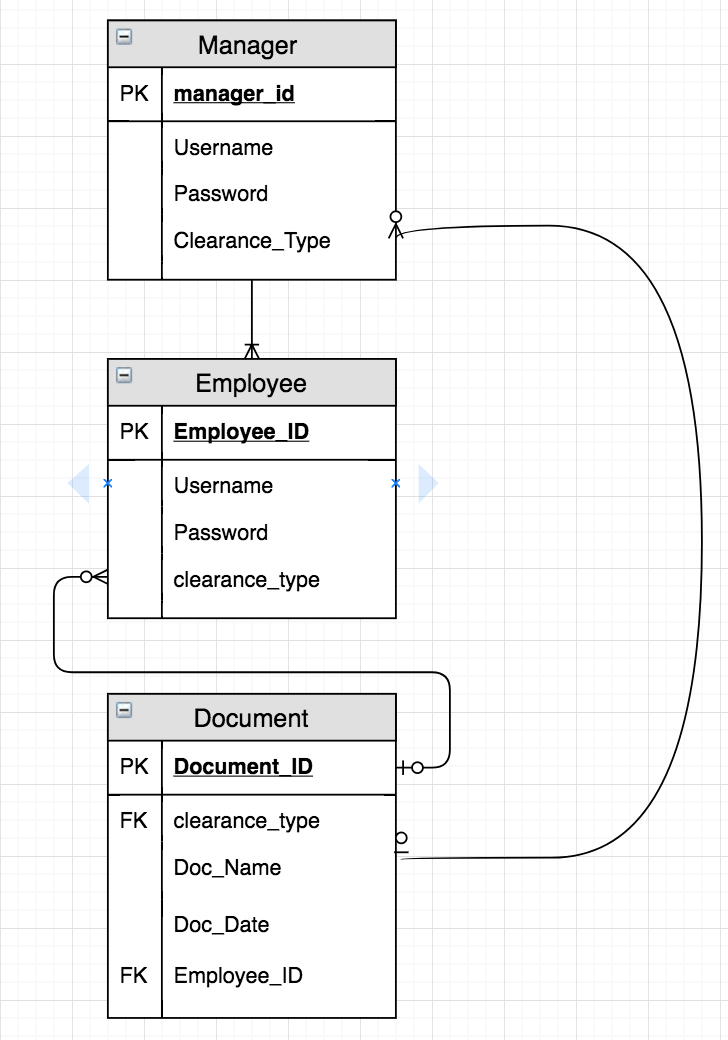 Manager
PK manager_id
Username
Password
Clearance_Type
Employee
PK Employee_ID
Username
Password
clearance_type
Document
PK Document_ID
FK clearance_type
Doc_Name
Doc_Date
FK Employee_ID